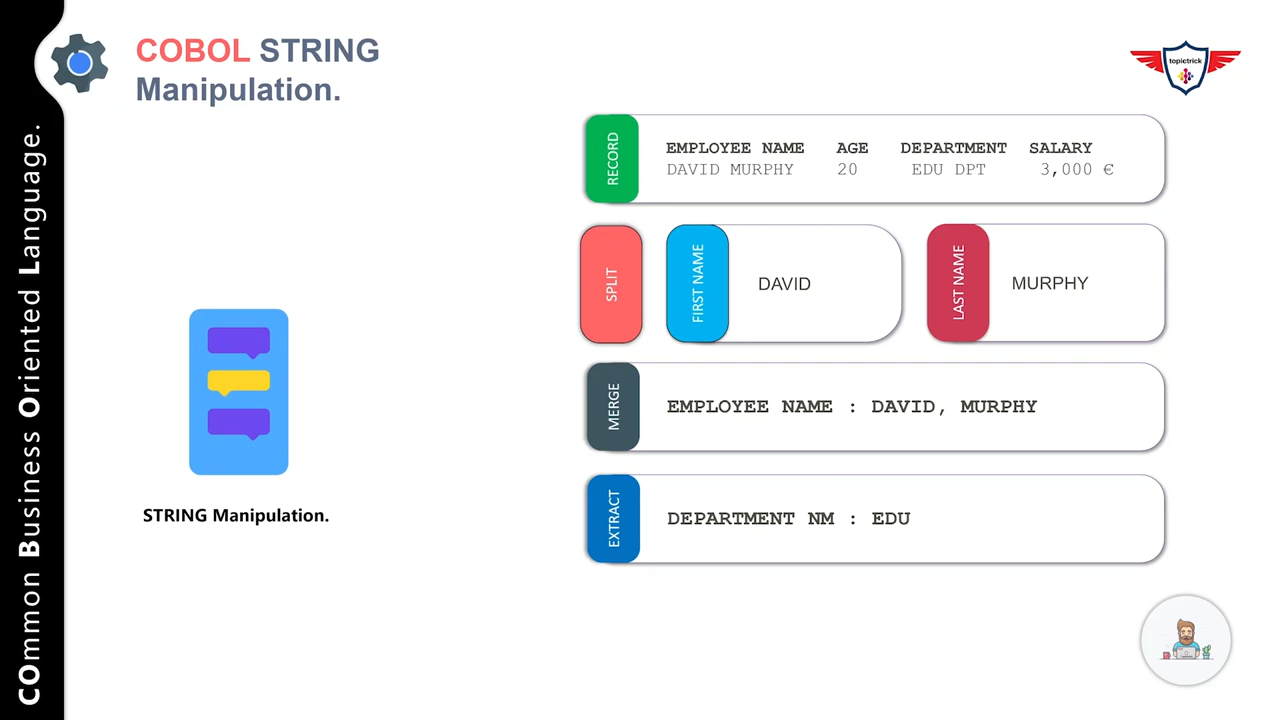 COmmon Business Oriented Language.
COBOL STRING
Manipulation.
topictrick
RECORD
EMPLOYEE NAME AGE DEPARTMENT SALARY
DAVID MURPHY 20 EDU DPT 3,000 €
SPLIT
FIRST NAME
DAVID
LAST NAME
MURPHY
MERGE
EMPLOYEE NAME : DAVID, MURPHY
EXTRACT
DEPARTMENT NM : EDU
STRING Manipulation.